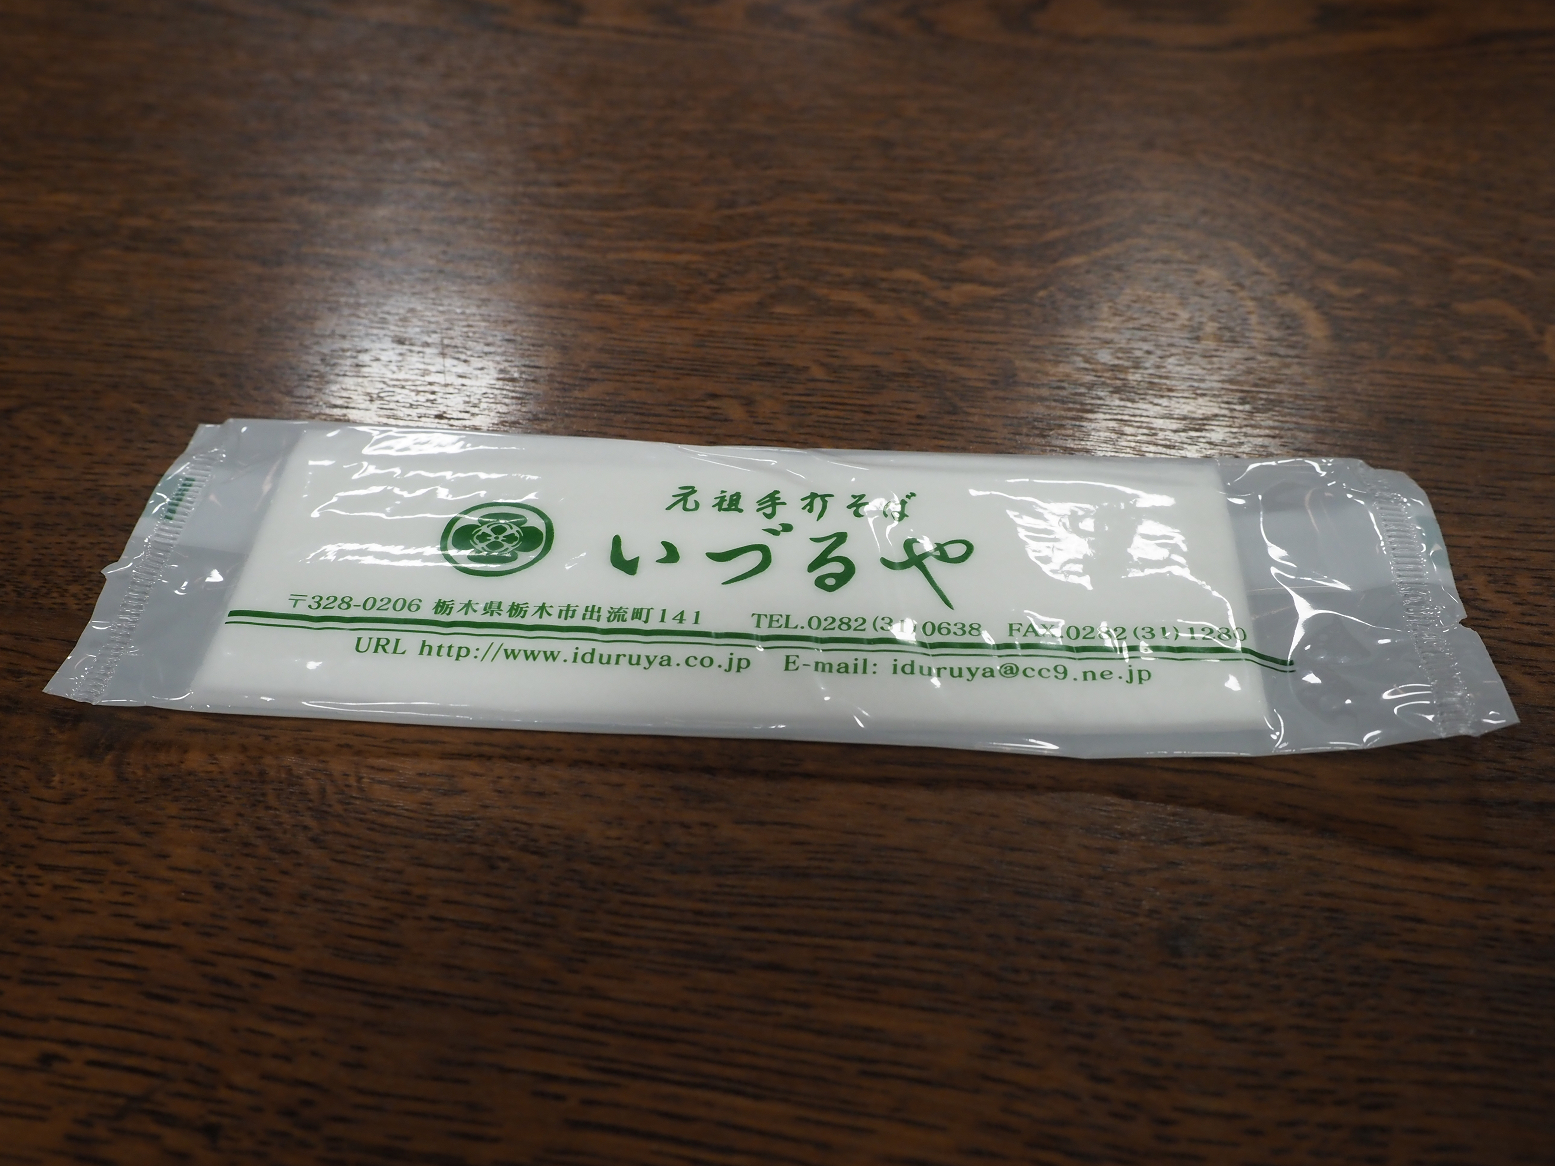 元祖手打そば
いづるや
〒328-0206 栃木県栃木市出流町141 TEL.0282(31)0638 FAX.0282(31)1280
URL http://www.iduruya.co.jp E-mail: iduruya@cc9.ne.jp